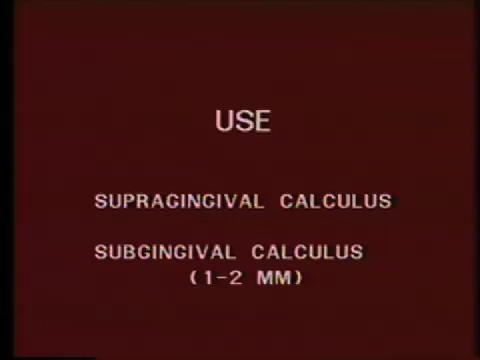 USE
SUPRAGINGIVAL CALCULUS
SUBGINGIVAL CALCULUS
(1-2 MM)